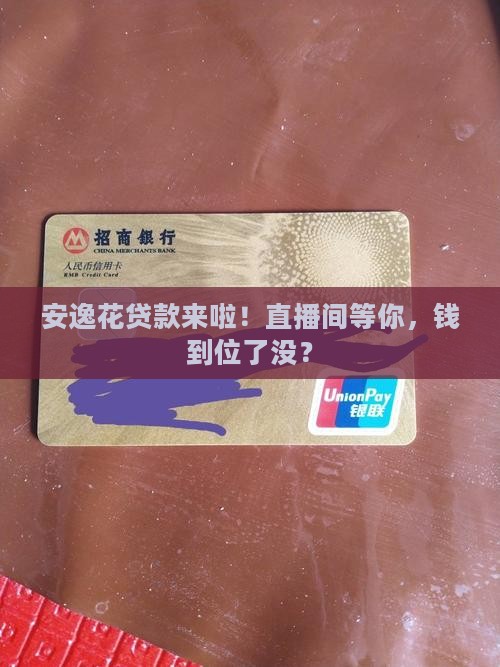 招商银行
CHINA MERCHANTS BANK
人民币信用卡
RMB Credit Card
安逸花贷款来啦！直播间等你，钱
到位了没？
UnionPay
银联